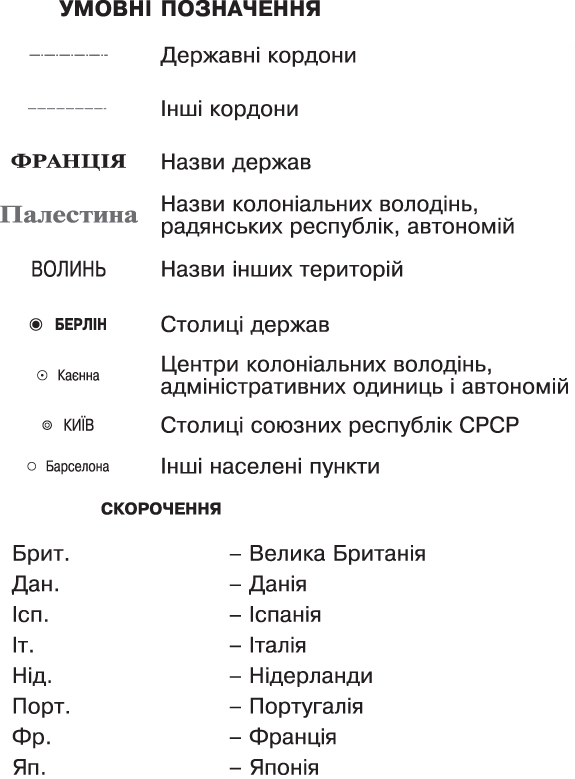 УМОВНІ ПОЗНАЧЕННЯ
Державні кордони
Інші кордони
ФРАНЦІЯ Назви держав
Палестина Назви колоніальних володінь,
радянських республік, автономій
ВОЛИНЬ Назви інших територій
БЕРЛІН Столиці держав
Каєнна Центри колоніальних володінь,
адміністративних одиниць і автономій
КИЇВ Столиці союзних республік СРСР
Барселона Інші населені пункти
СКОРОЧЕННЯ
Брит. – Велика Британія
Дан. – Данія
Ісп. – Іспанія
Іт. – Італія
Нід. – Нідерланди
Порт. – Португалія
Фр. – Франція
Яп. – Японія